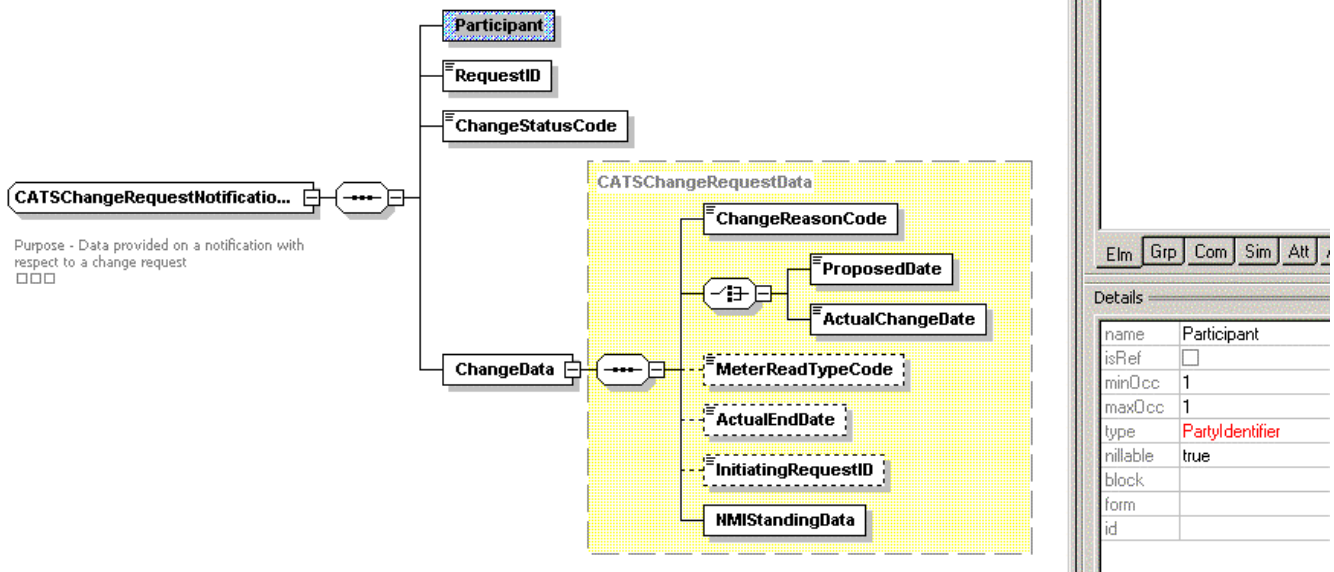 Participant
RequestID
ChangeStatusCode
CATSChangeRequestNotificatio...
Purpose - Data provided on a notification with
respect to a change request
CATSChangeRequestData
ChangeReasonCode
ProposedDate
ActualChangeDate
ChangeData
MeterReadTypeCode
ActualEndDate
InitiatingRequestID
NMIStandingData
Elm Grp Com Sim Att
Details
name Participant
isRef
minOcc 1
maxOcc 1
type PartyIdentifier
nillable true
block
form
id